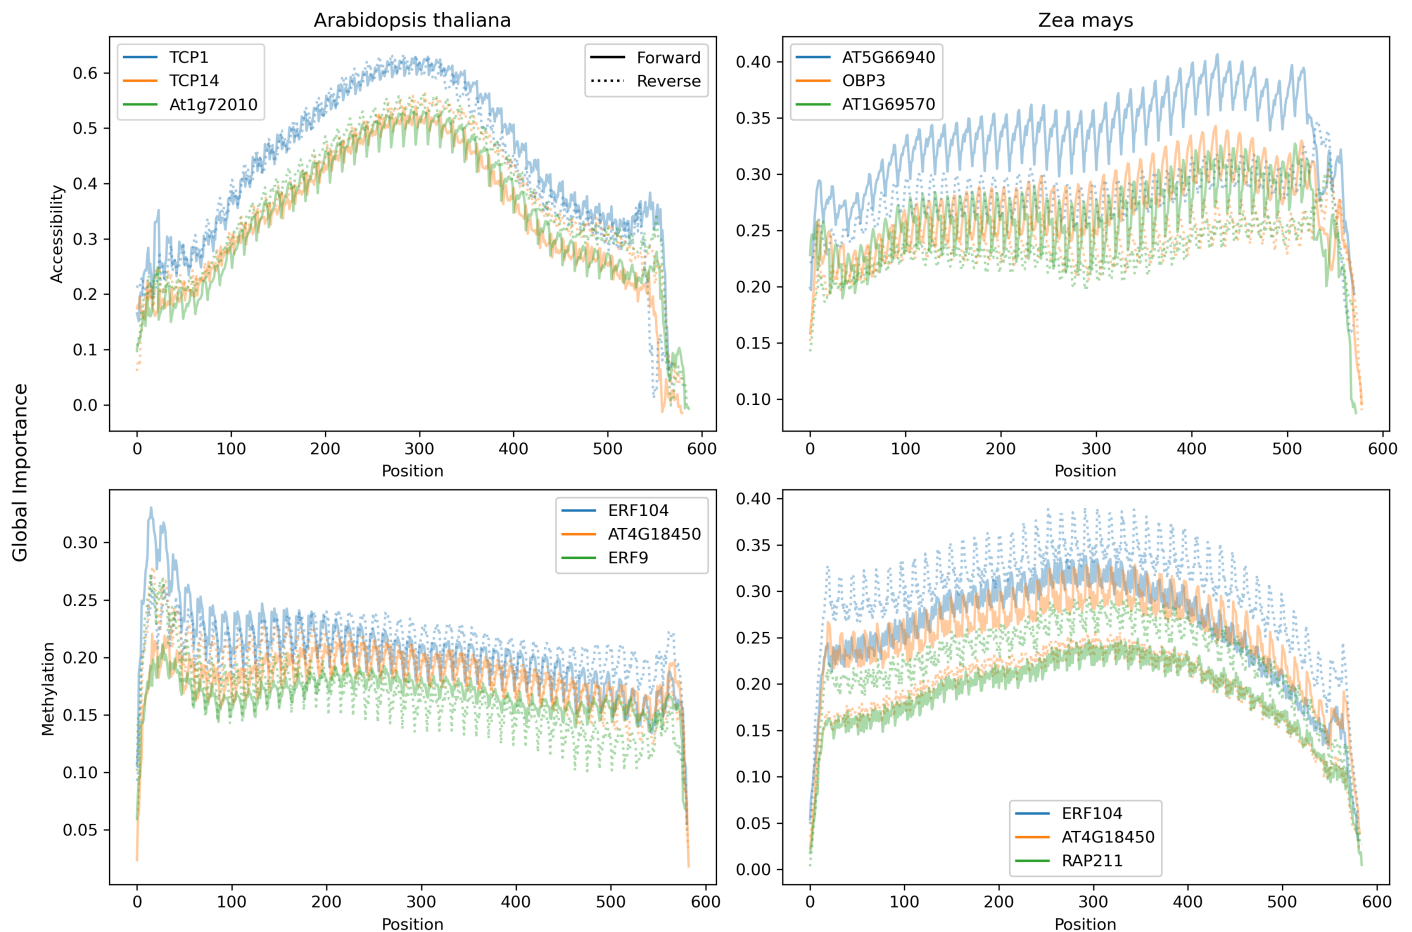 Arabidopsis thaliana
Zea mays
Global Importance
Accessibility
0.6
0.5
0.4
0.3
0.2
0.1
0.0
TCP1
TCP14
At1g72010
Forward
Reverse
0 100 200 300 400 500 600
Position
0.40
0.35
0.30
0.25
0.20
0.15
0.10
AT5G66940
OBP3
AT1G69570
0 100 200 300 400 500 600
Position
Methylation
0.30
0.25
0.20
0.15
0.10
0.05
ERF104
AT4G18450
ERF9
0 100 200 300 400 500 600
Position
0.40
0.35
0.30
0.25
0.20
0.15
0.10
0.05
0.00
ERF104
AT4G18450
RAP211
0 100 200 300 400 500 600
Position